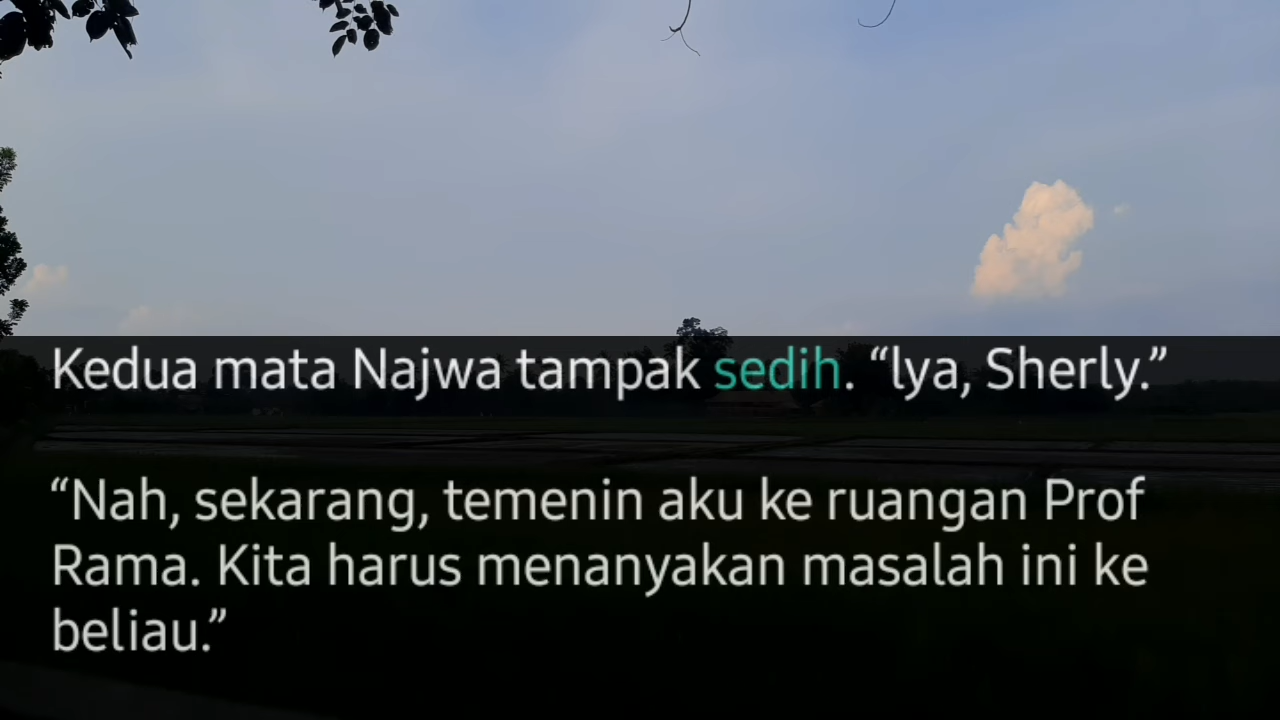 Kedua mata Najwa tampak sedih. “Iya, Sherly.”
“Nah, sekarang, temenin aku ke ruangan Prof
Rama. Kita harus menanyakan masalah ini ke
beliau.”